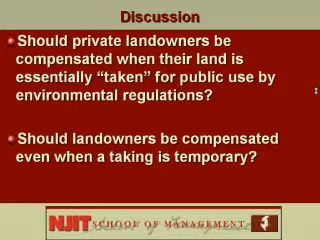 Discussion
Should private landowners be
compensated when their land is
essentially “taken” for public use by
environmental regulations?
Should landowners be compensated
even when a taking is temporary?
NJIT SCHOOL OF MANAGEMENT